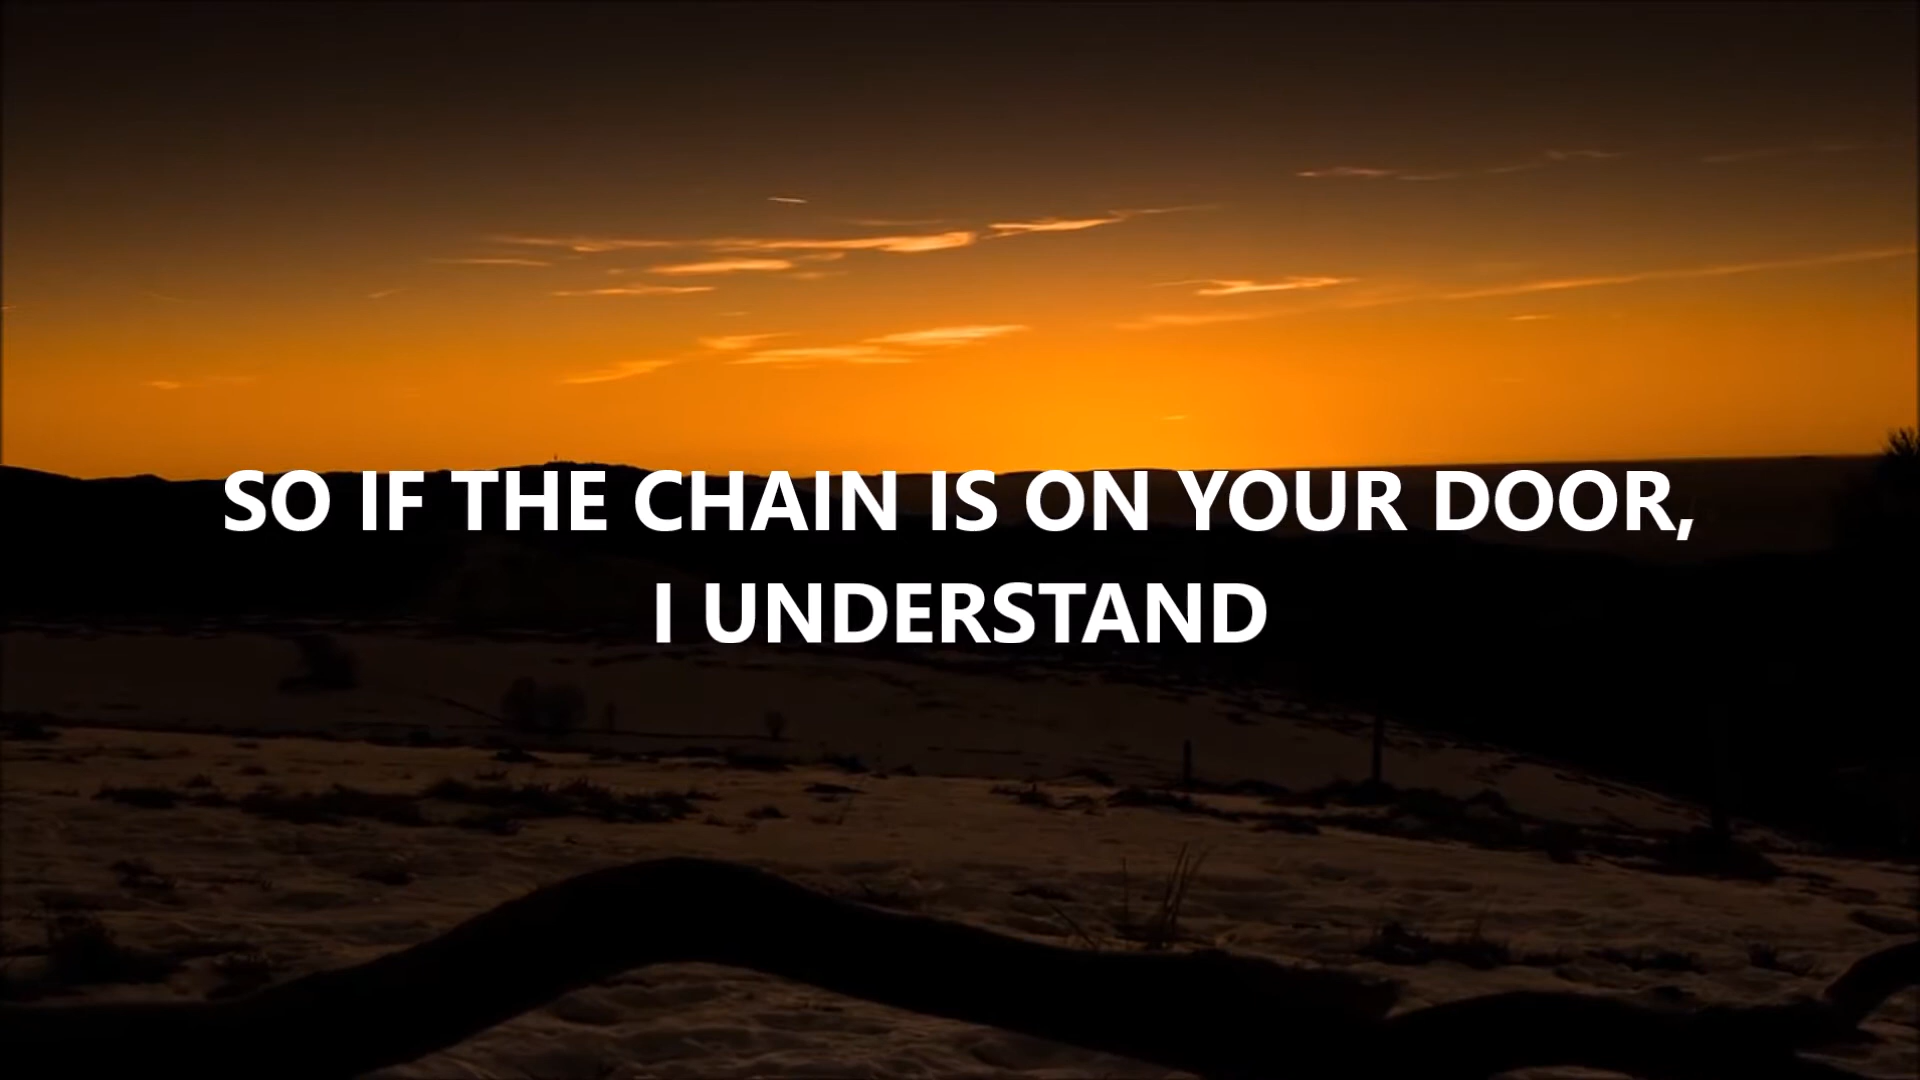 SO IF THE CHAIN IS ON YOUR DOOR,
I UNDERSTAND